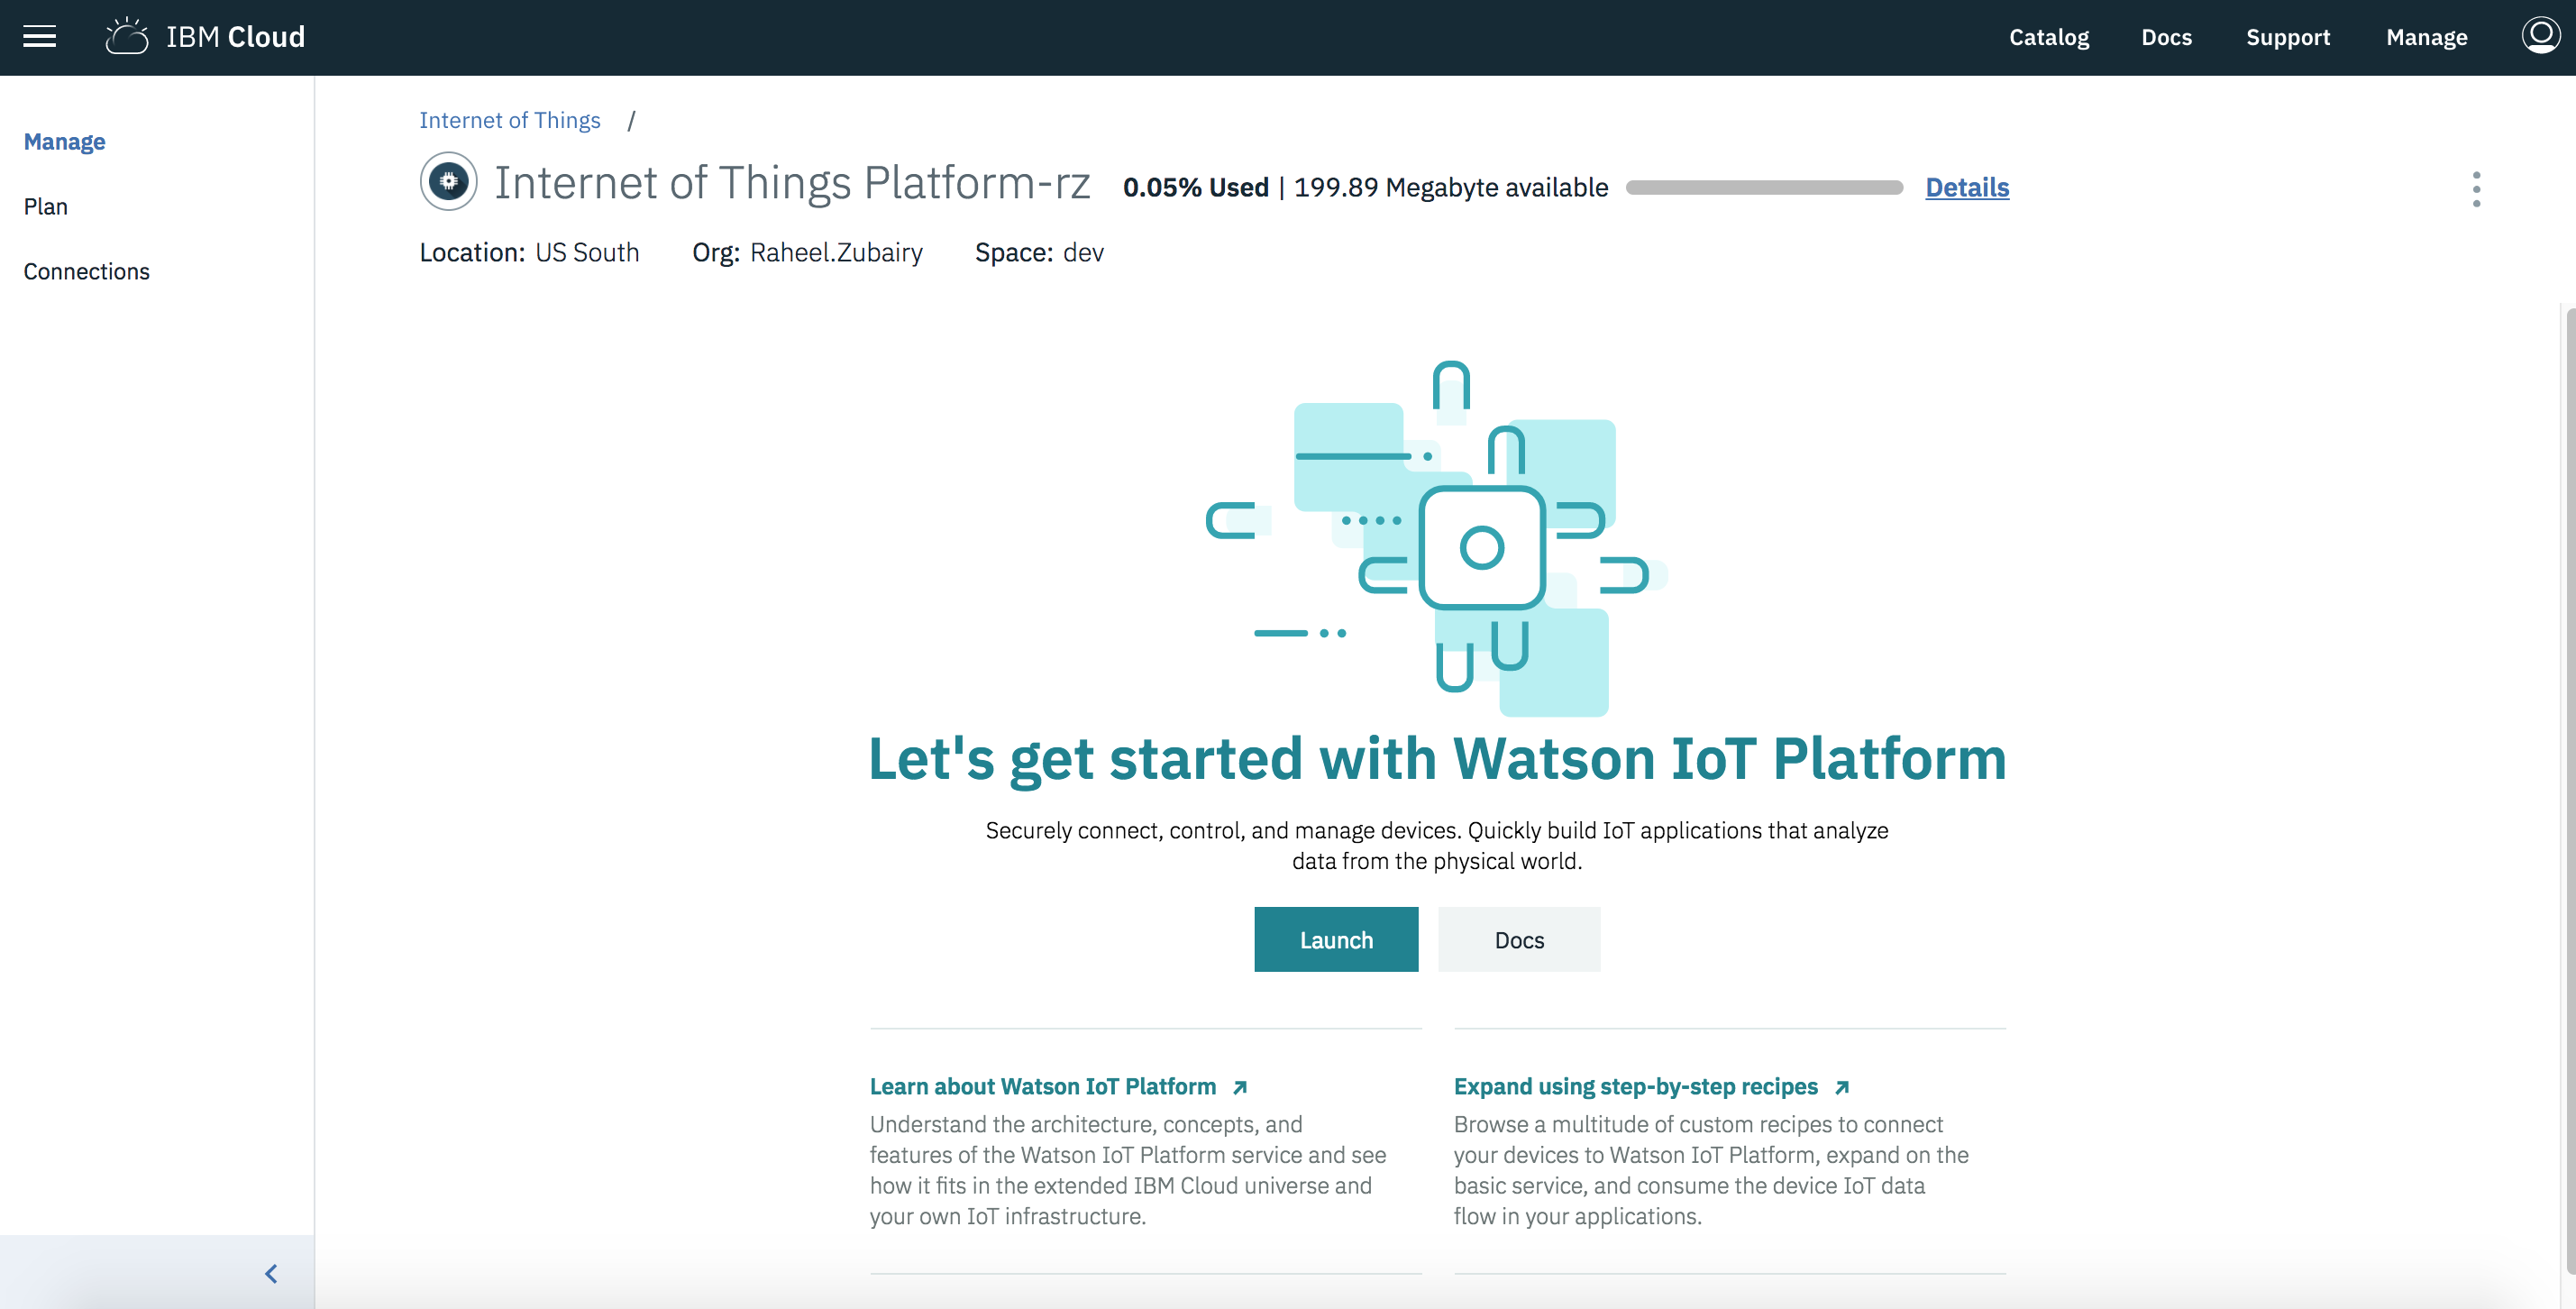 IBM Cloud
Catalog Docs Support Manage
Manage
Plan
Connections
Internet of Things /
Internet of Things Platform-rz 0.05% Used | 199.89 Megabyte available Details
Location: US South Org: Raheel.Zubairy Space: dev
Let's get started with Watson IoT Platform
Securely connect, control, and manage devices. Quickly build IoT applications that analyze
data from the physical world.
Launch Docs
Learn about Watson IoT Platform
Understand the architecture, concepts, and
features of the Watson IoT Platform service and see
how it fits in the extended IBM Cloud universe and
your own IoT infrastructure.
Expand using step-by-step recipes
Browse a multitude of custom recipes to connect
your devices to Watson IoT Platform, expand on the
basic service, and consume the device IoT data
flow in your applications.